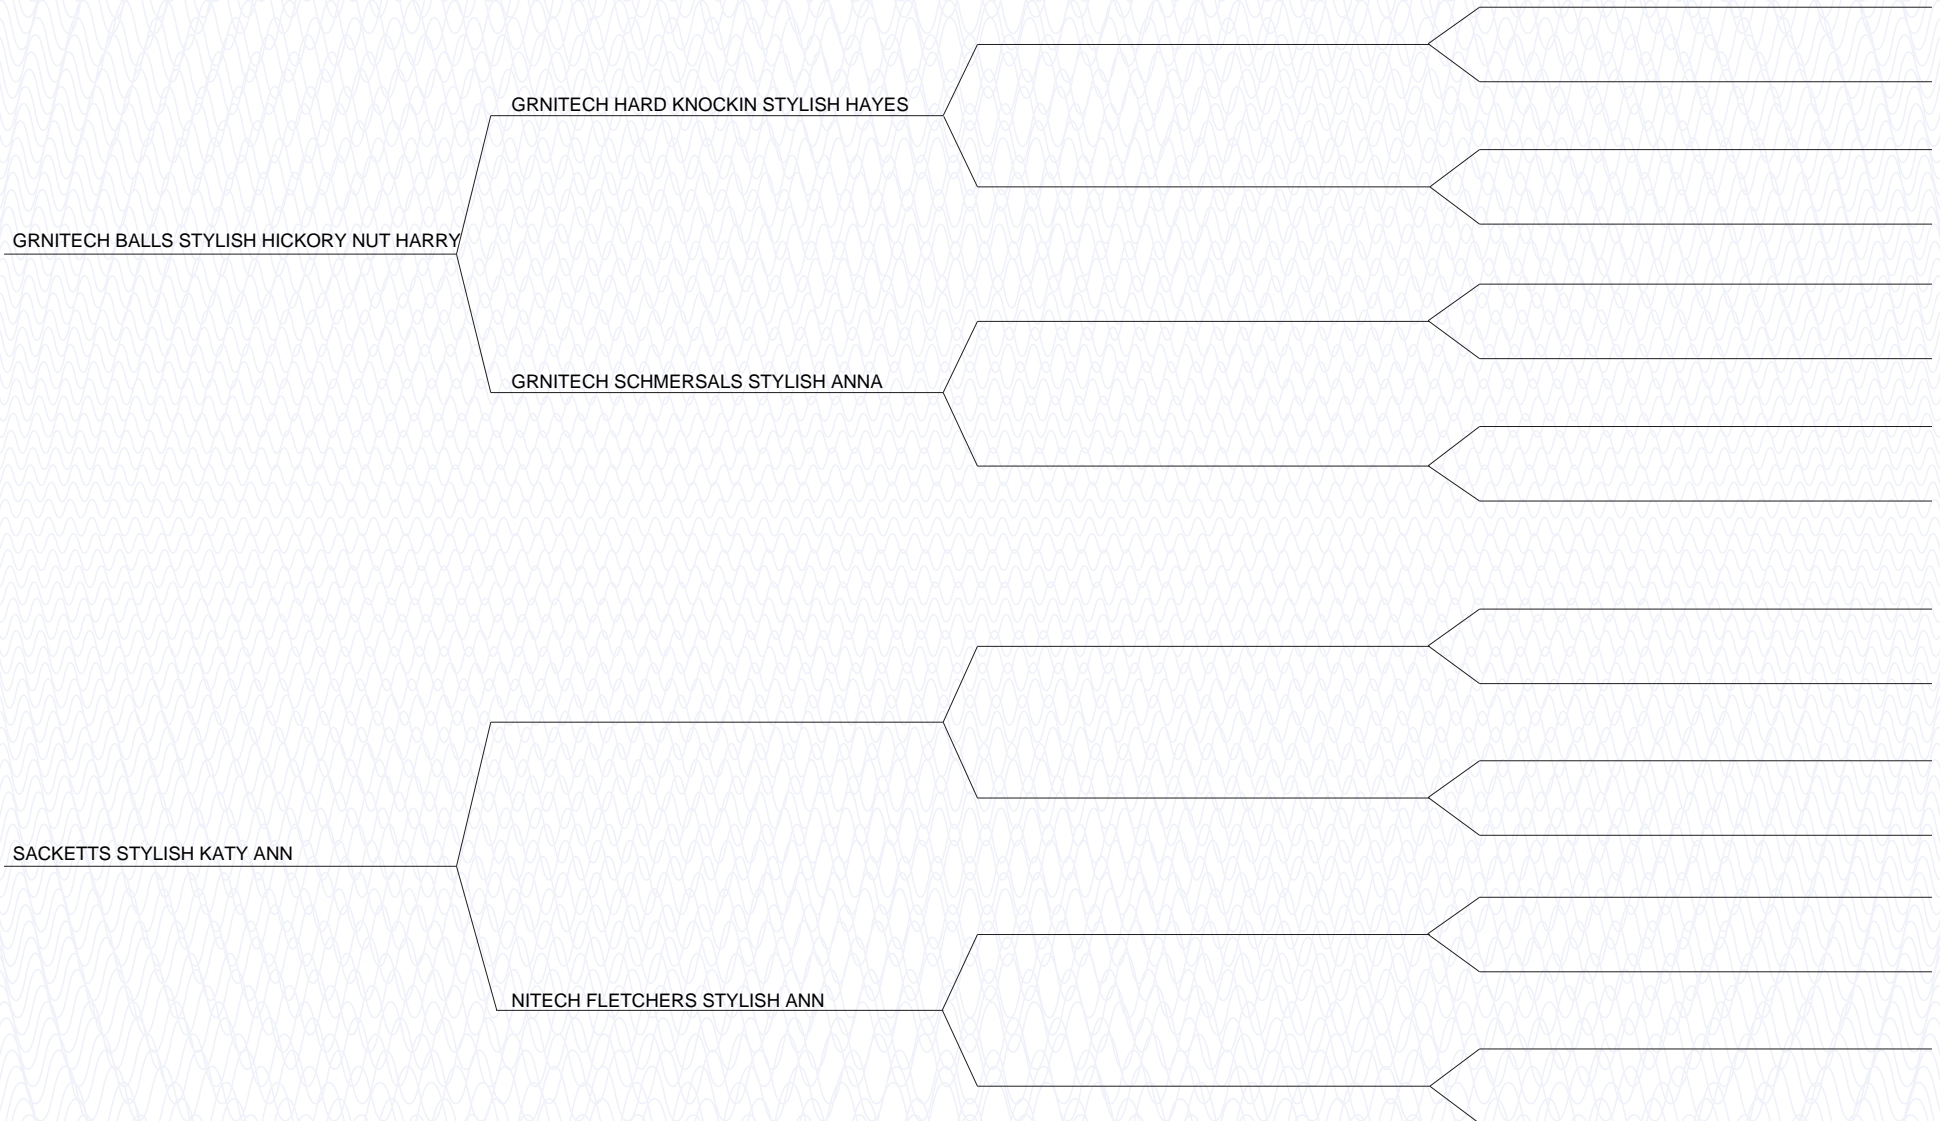 GRNITECH HARD KNOCKIN STYLISH HAYES
GRNITECH BALLS STYLISH HICKORY NUT HARRY
GRNITECH SCHMERSALS STYLISH ANNA
SACKETTS STYLISH KATY ANN
NITECH FLETCHERS STYLISH ANN